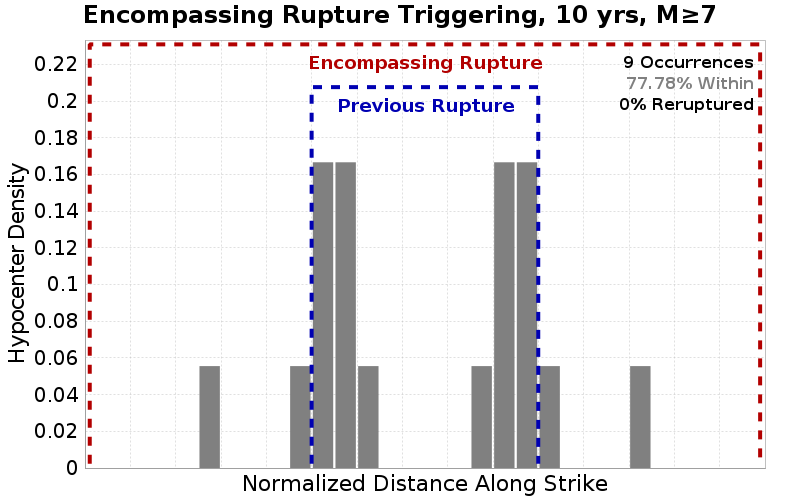 Encompassing Rupture Triggering, 10 yrs, M≥7
Encompassing Rupture
Previous Rupture
9 Occurrences
77.78% Within
0% Reruptured
Hypocenter Density
0.22
0.2
0.18
0.16
0.14
0.12
0.1
0.08
0.06
0.04
0.02
0
Normalized Distance Along Strike